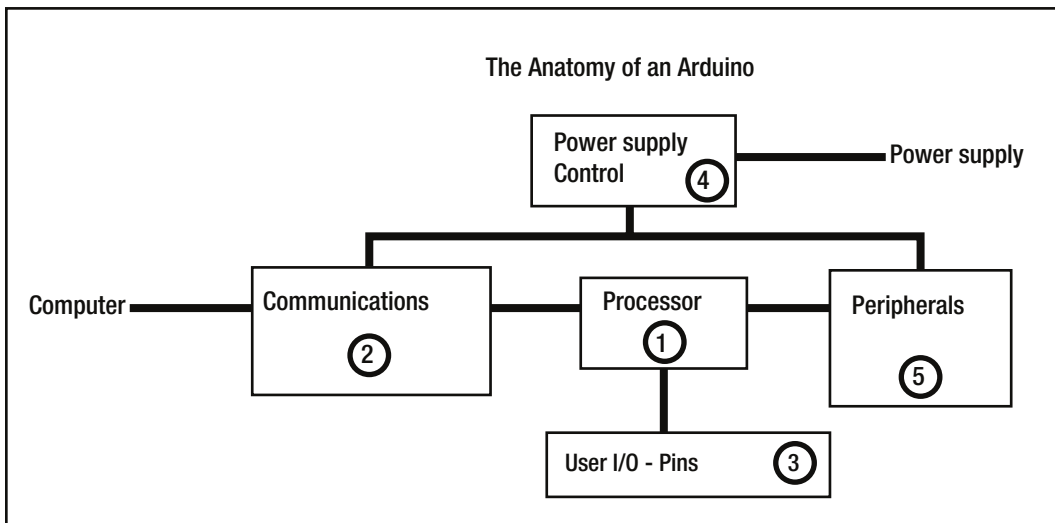 The Anatomy of an Arduino
Power supply
Control
4
Power supply
Computer
Communications
2
Processor
1
Peripherals
5
User I/O - Pins
3